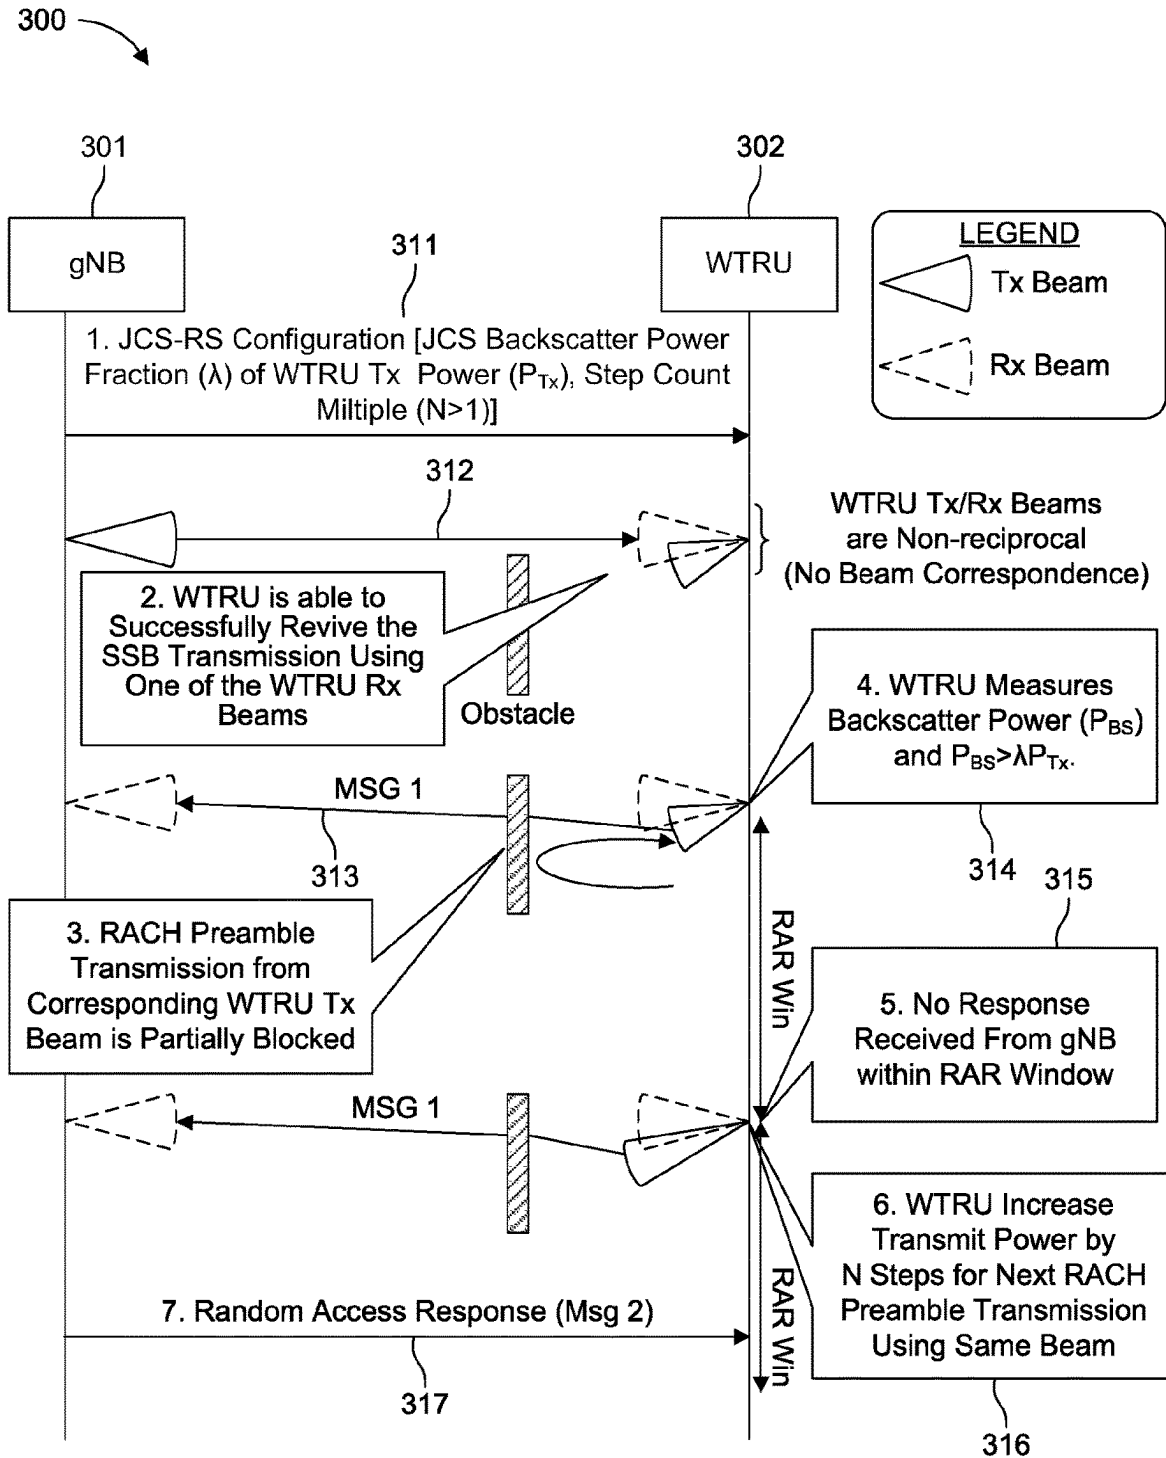 300
301
302
gNB
WTRU
LEGEND
Tx Beam
Rx Beam
311
1. JCS-RS Configuration [JCS Backscatter Power
Fraction (λ) of WTRU Tx Power (PTx), Step Count
Miltiple (N>1)]
312
WTRU Tx/Rx Beams
are Non-reciprocal
(No Beam Correspondence)
2. WTRU is able to
Successfully Revive the
SSB Transmission Using
One of the WTRU Rx
Beams
Obstacle
4. WTRU Measures
Backscatter Power (PBS)
and PBS>λPTx.
314
MSG 1
313
3. RACH Preamble
Transmission from
Corresponding WTRU Tx
Beam is Partially Blocked
RAR Win
315
5. No Response
Received From gNB
within RAR Window
MSG 1
6. WTRU Increase
Transmit Power by
N Steps for Next RACH
Preamble Transmission
Using Same Beam
316
RAR Win
7. Random Access Response (Msg 2)
317